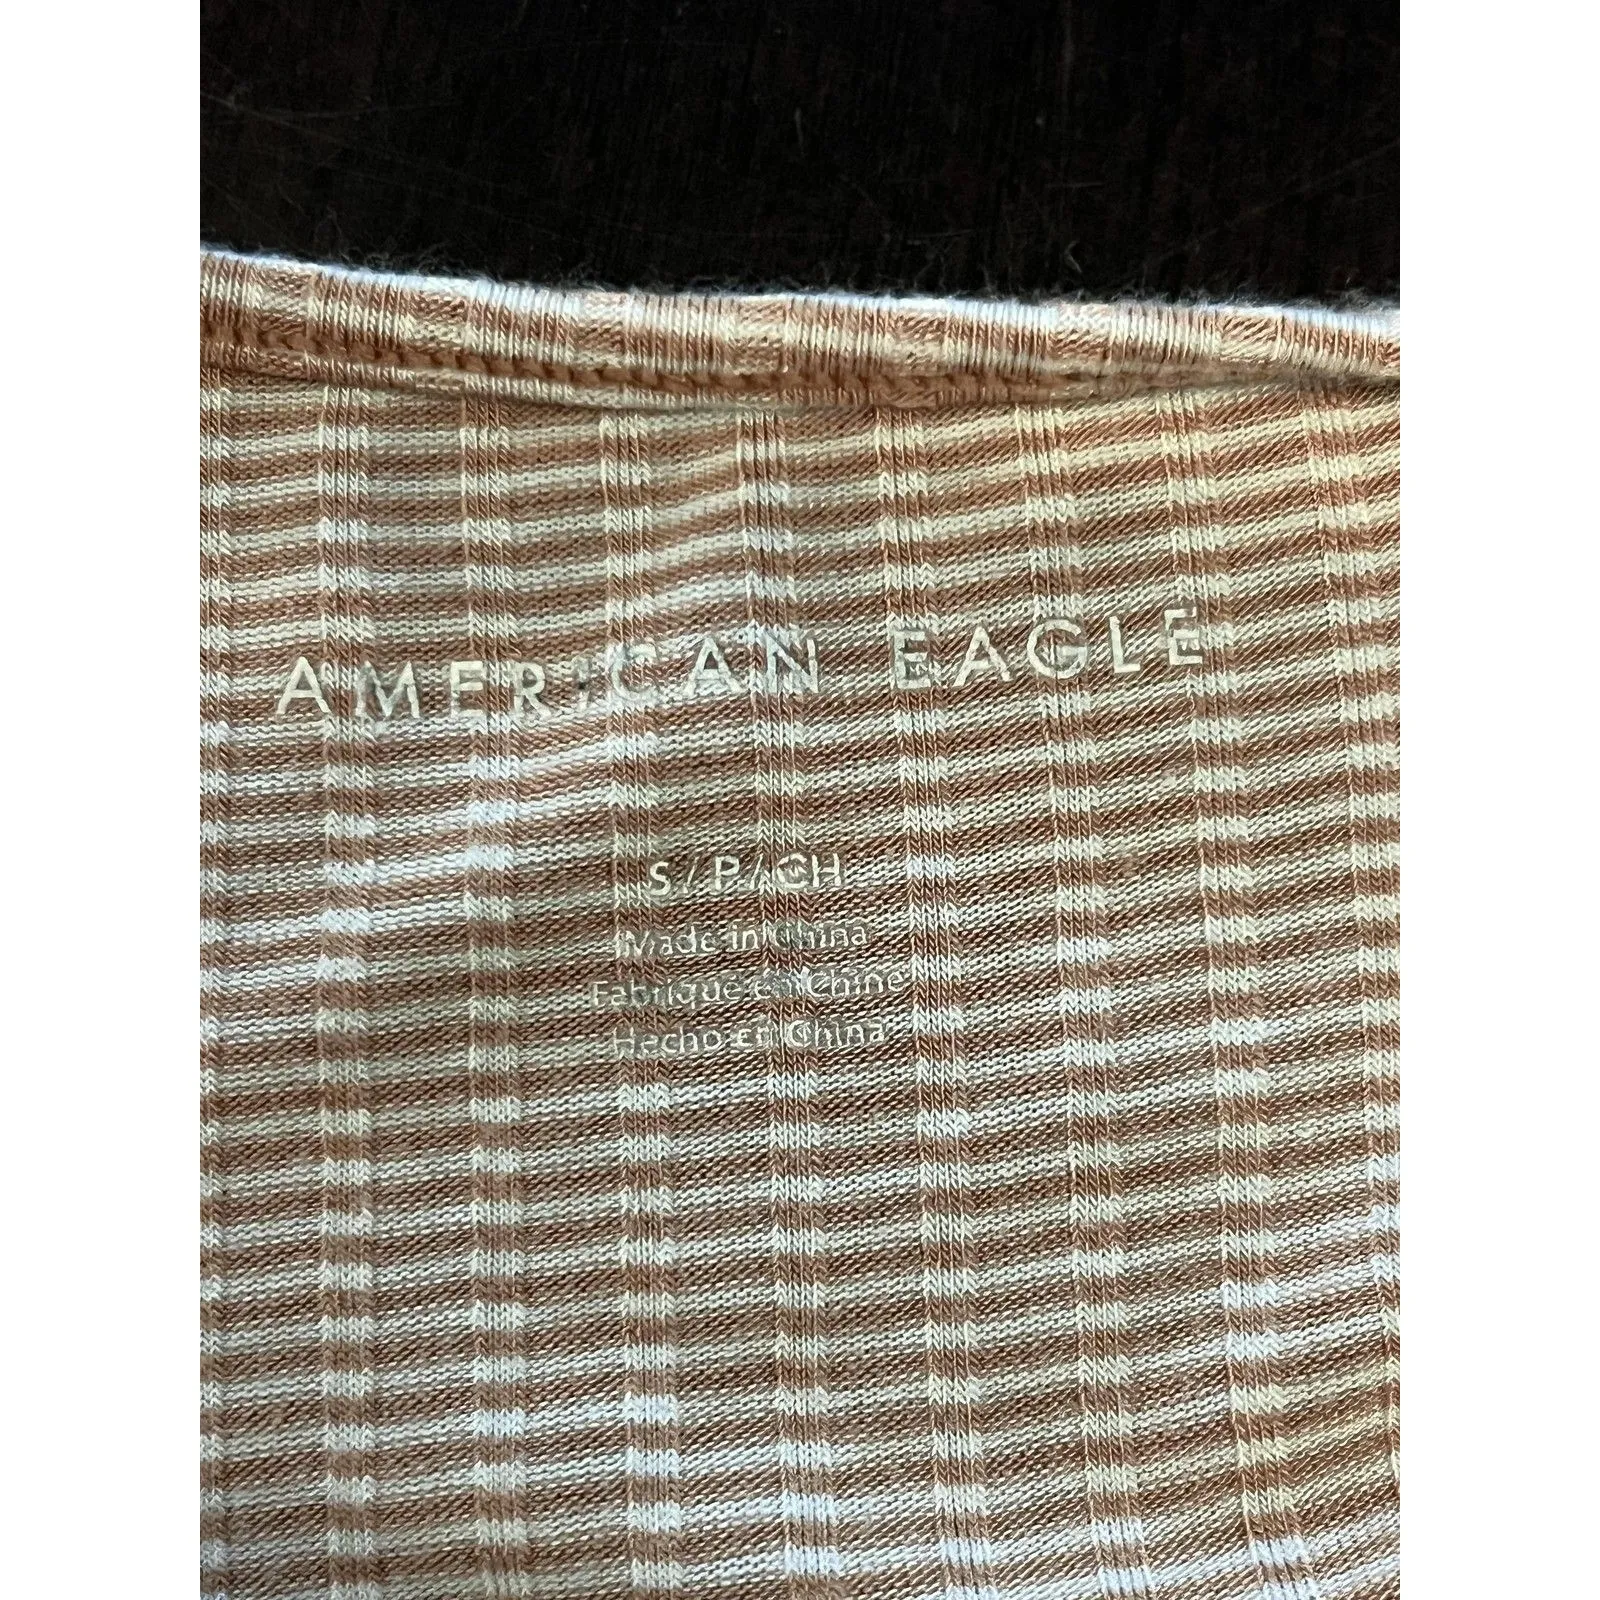 AMERICAN EAGLE
S/P/CH
Made in China
Fabriqué en Chine
Hecho en China